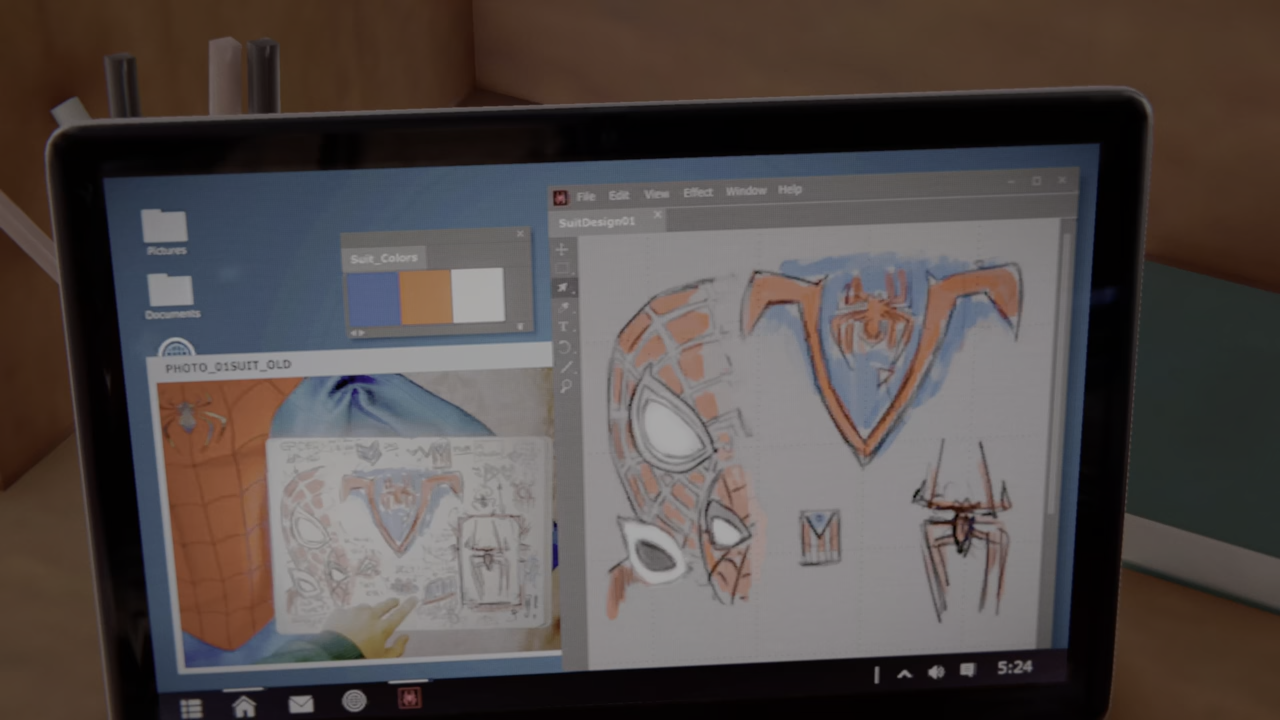 File Edit View Effect Window Help
SuitDesign01
Pictures
Suit_Colors
Documents
PHOTO_01SUIT_OLD
T
5:24